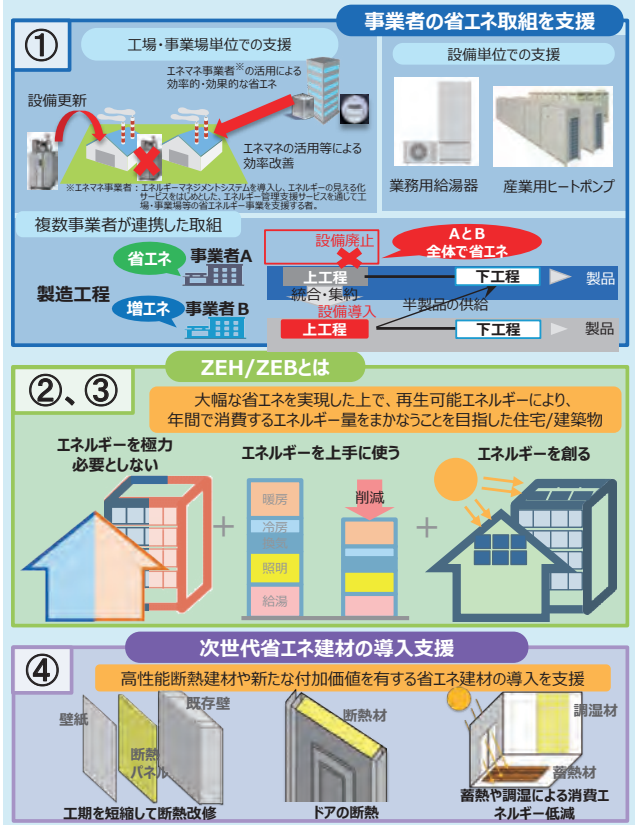 事業者の省エネ取組を支援
①
工場・事業場単位での支援
エネマネ事業者※の活用による
効率的・効果的な省エネ
設備更新
エネマネの活用等による
効率改善
※エネマネ事業者：エネルギーマネジメントシステムを導入し、エネルギーの見える化
サービスをはじめとした、エネルギー管理支援サービスを通じて工
場・事業場等の省エネルギー事業を支援する者。
設備単位での支援
業務用給湯器
産業用ヒートポンプ
複数事業者が連携した取組
製造工程
省エネ
事業者A
増エネ
事業者B
設備廃止
AとB
全体で省エネ
上工程
下工程
製品
統合・集約
設備導入
半製品の供給
上工程
下工程
製品
ZEH/ZEBとは
②、③
大幅な省エネを実現した上で、再生可能エネルギーにより、
年間で消費するエネルギー量をまかなうことを目指した住宅/建築物
エネルギーを極力
必要としない
エネルギーを上手に使う
エネルギーを創る
暖房
冷房
照明
給湯
削減
次世代省エネ建材の導入支援
④
高性能断熱建材や新たな付加価値を有する省エネ建材の導入を支援
壁紙
断熱
パネル
既存壁
工期を短縮して断熱改修
断熱材
ドアの断熱
調湿材
蓄熱材
蓄熱や調湿による消費エ
ネルギー低減